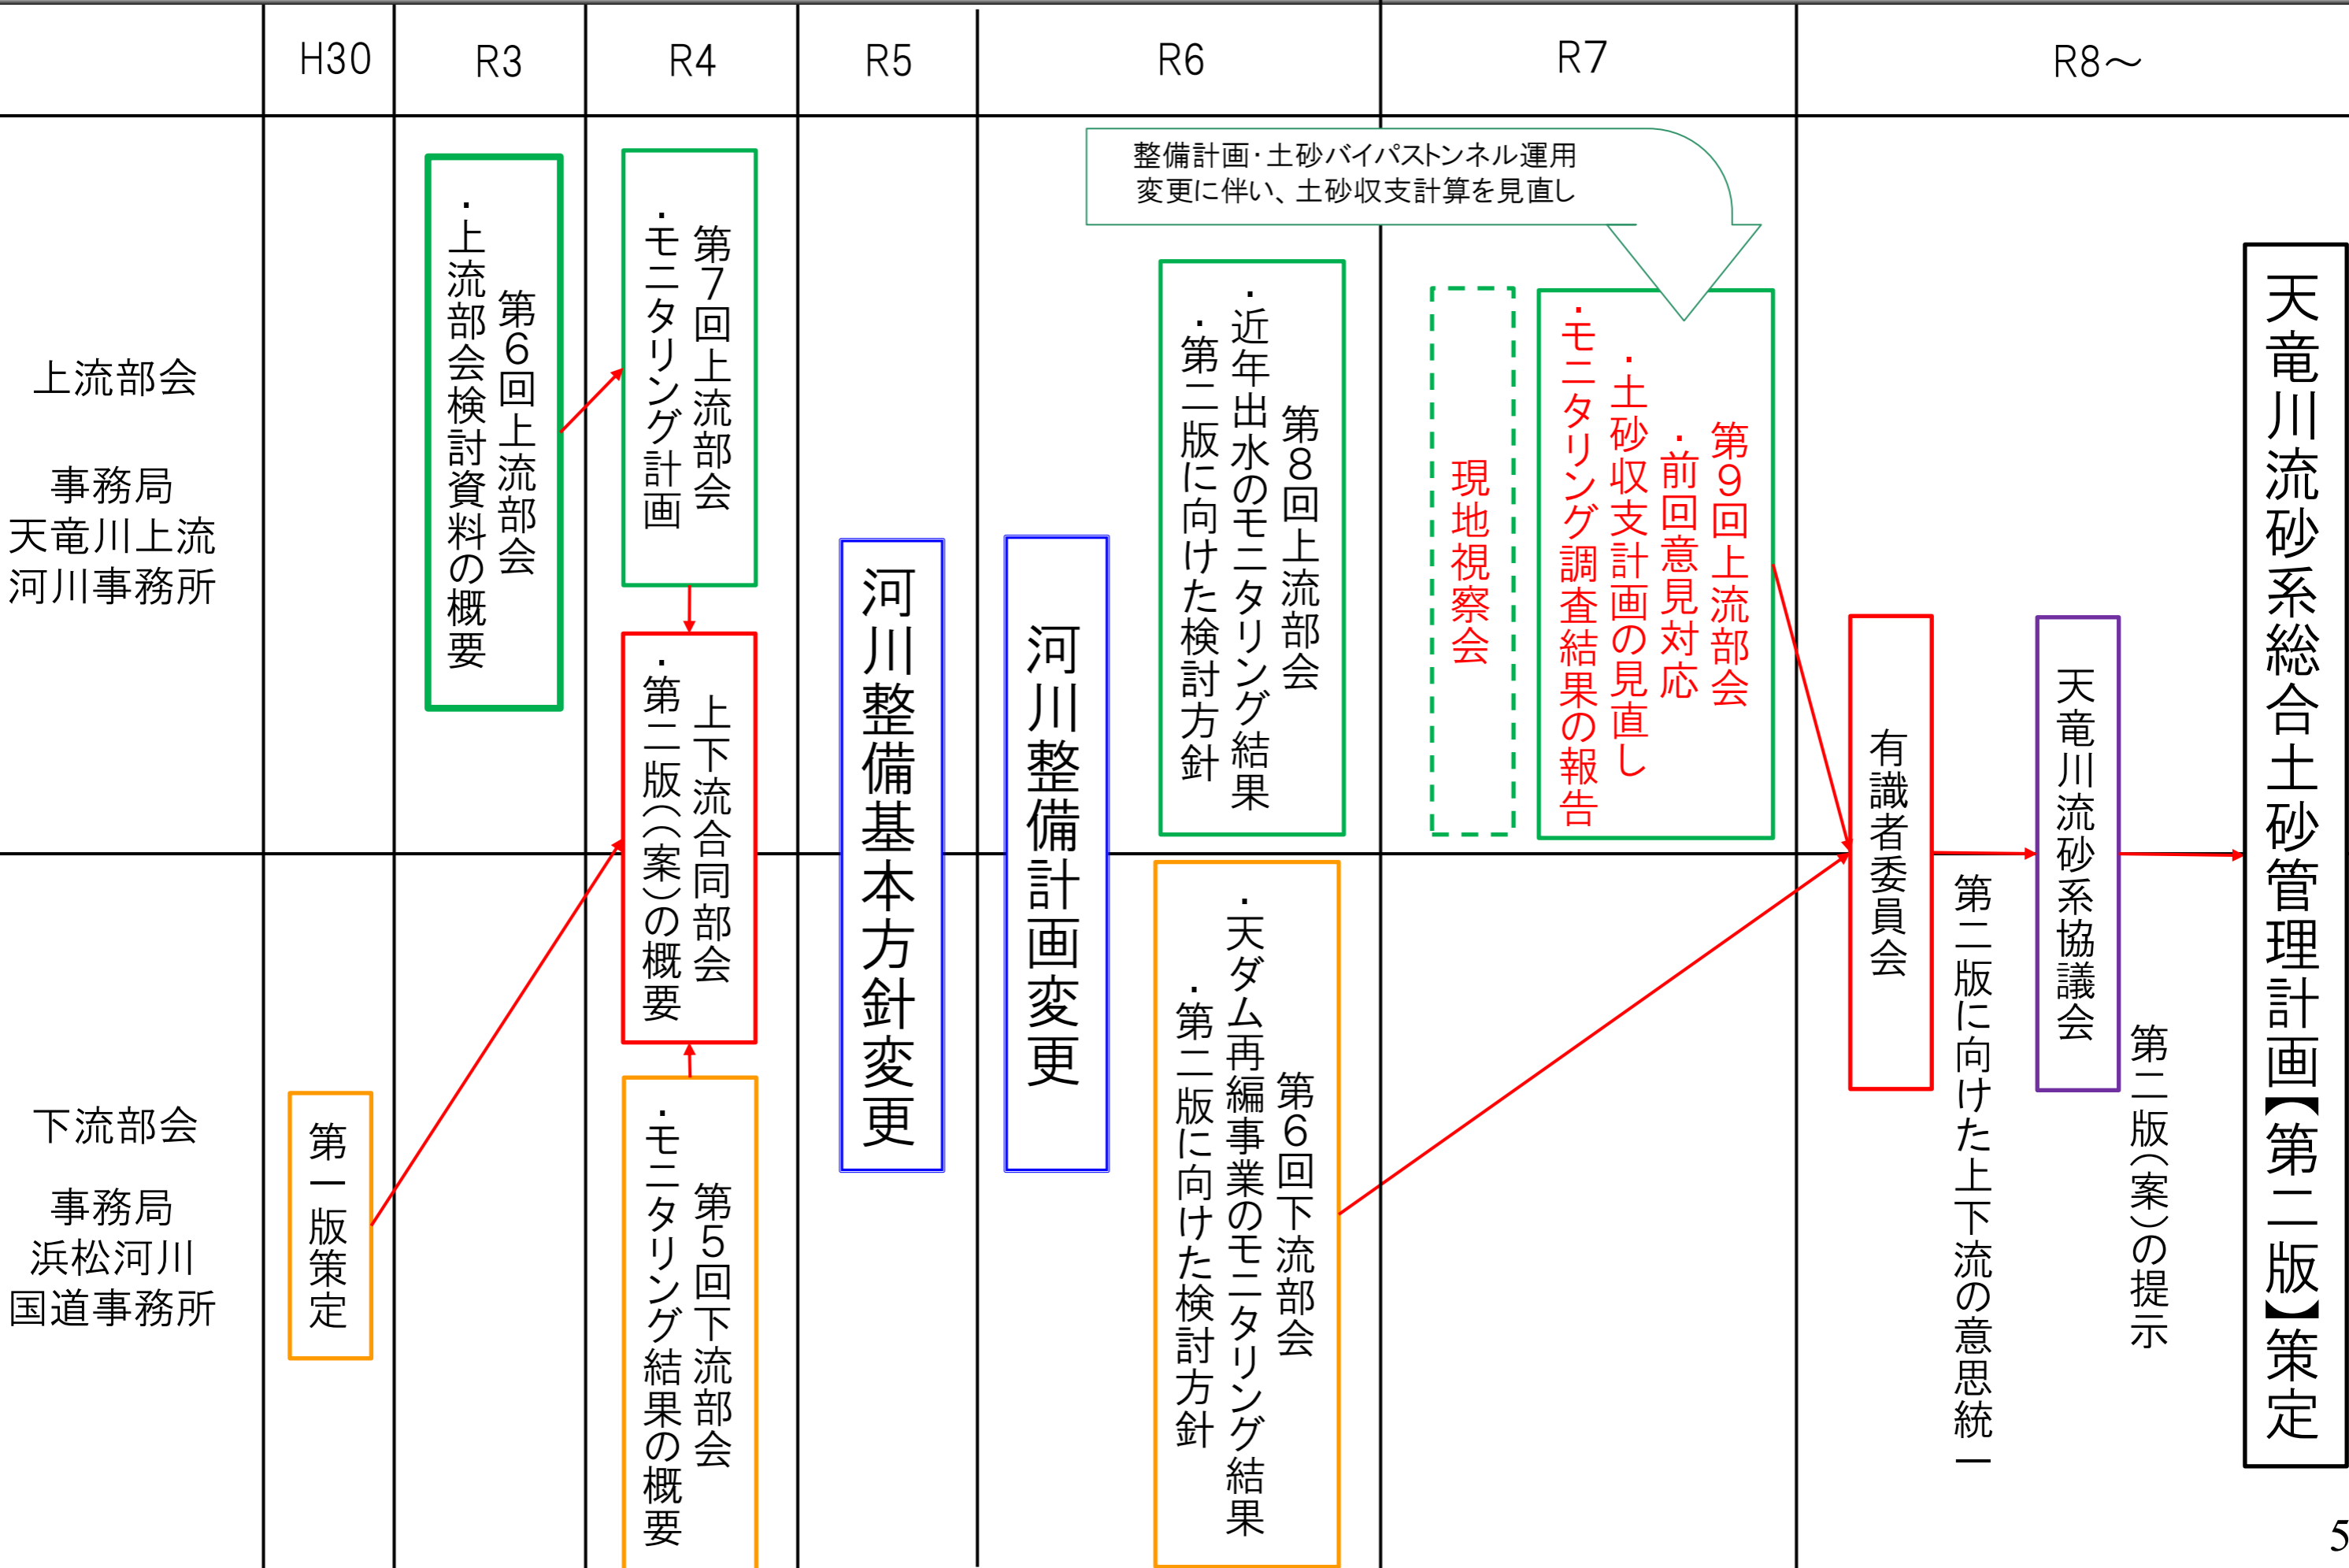 H30
R3
R4
R5
R6
R7
R8～
整備計画・土砂バイパストンネル運用
変更に伴い、土砂収支計算を見直し
上流部会
事務局
天竜川上流
河川事務所
第6回上流部会
・上流部会検討資料の概要
第7回上流部会
・モニタリング計画
上下流合同部会
・第二版（（案）の概要
河川整備基本方針変更
河川整備計画変更
第8回上流部会
・近年出水のモニタリング結果
・第二版に向けた検討方針
現地視察会
第9回上流部会
・前回意見対応
・土砂収支計画の見直し
・モニタリング調査結果の報告
有識者委員会
第二版に向けた上下流の意思統一
天竜川流砂系協議会
第二版（案）の提示
天竜川流砂系総合土砂管理計画【第二版】策定
下流部会
事務局
浜松河川
国道事務所
第一版策定
第5回下流部会
・モニタリング結果の概要
第6回下流部会
・天ダム再編事業のモニタリング結果
・第二版に向けた検討方針
5